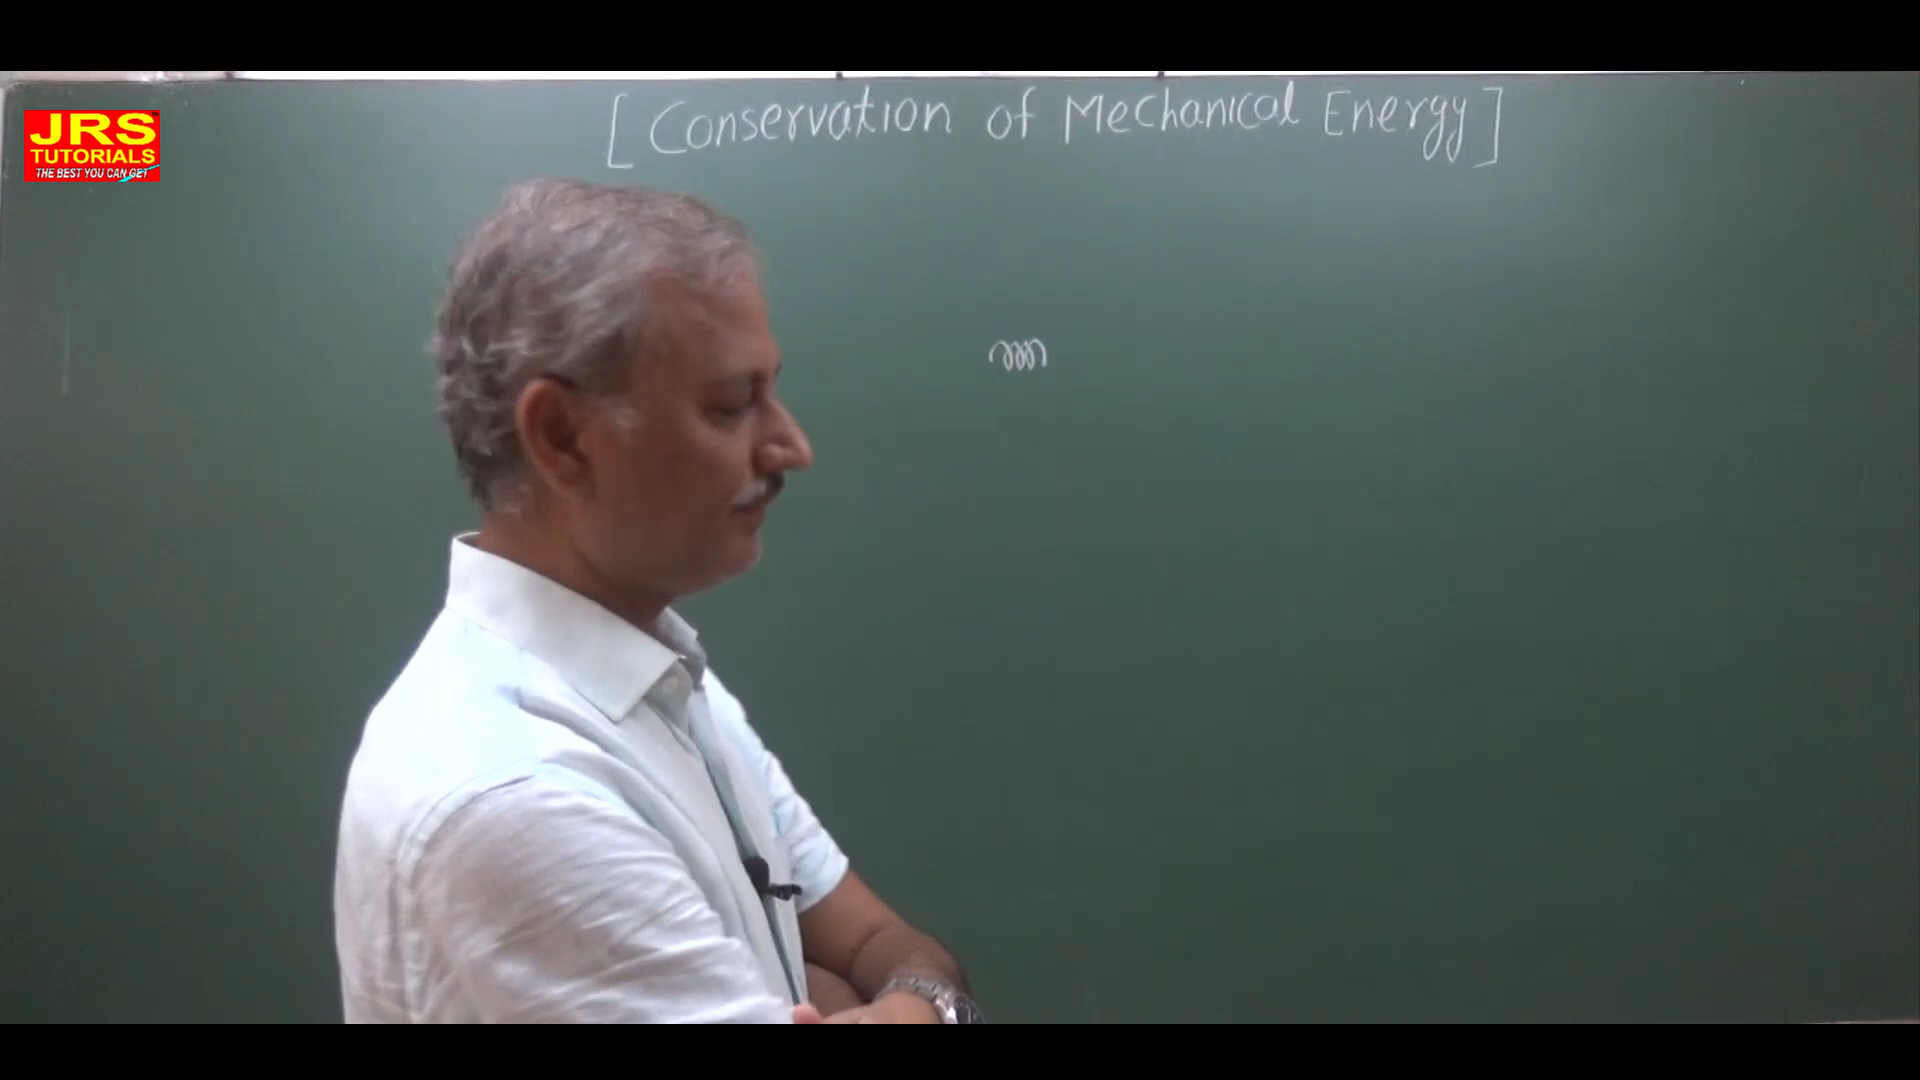 [Conservation of Mechanical Energy]
JRS
TUTORIALS
THE BEST YOU CAN GET